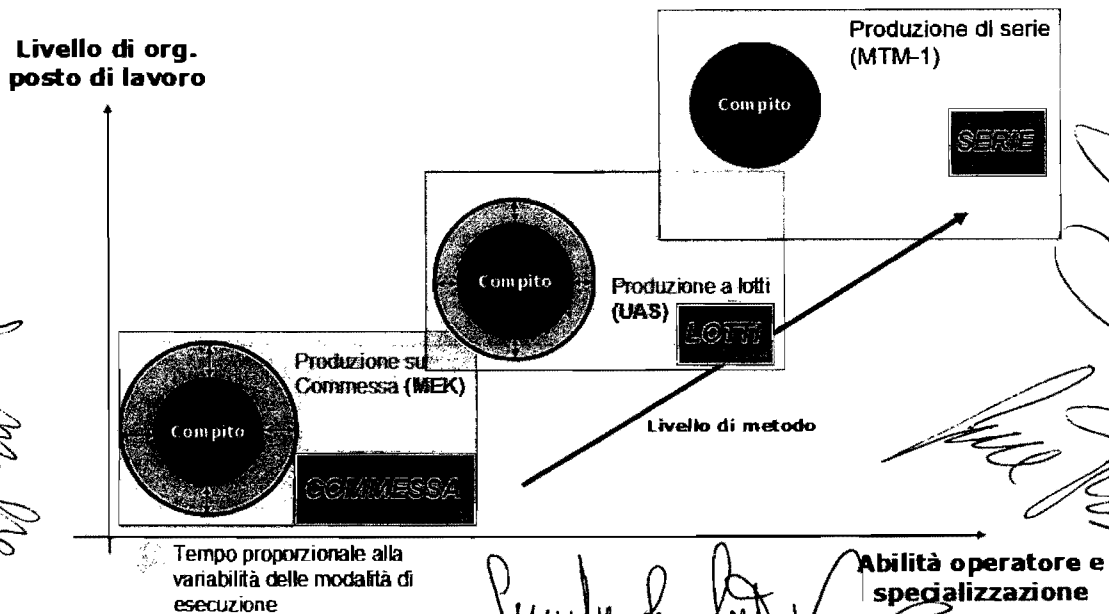 Livello di org.
posto di lavoro
Produzione di serie
(MTM-1)
Compito
SERIE
Compito
Produzione a lotti
(UAS)
LOTTI
Produzione su
Commessa (MEK)
Compito
COMMESSA
Livello di metodo
Tempo proporzionale alla
variabilità delle modalità di
esecuzione
Abilità operatore e
specializzazione